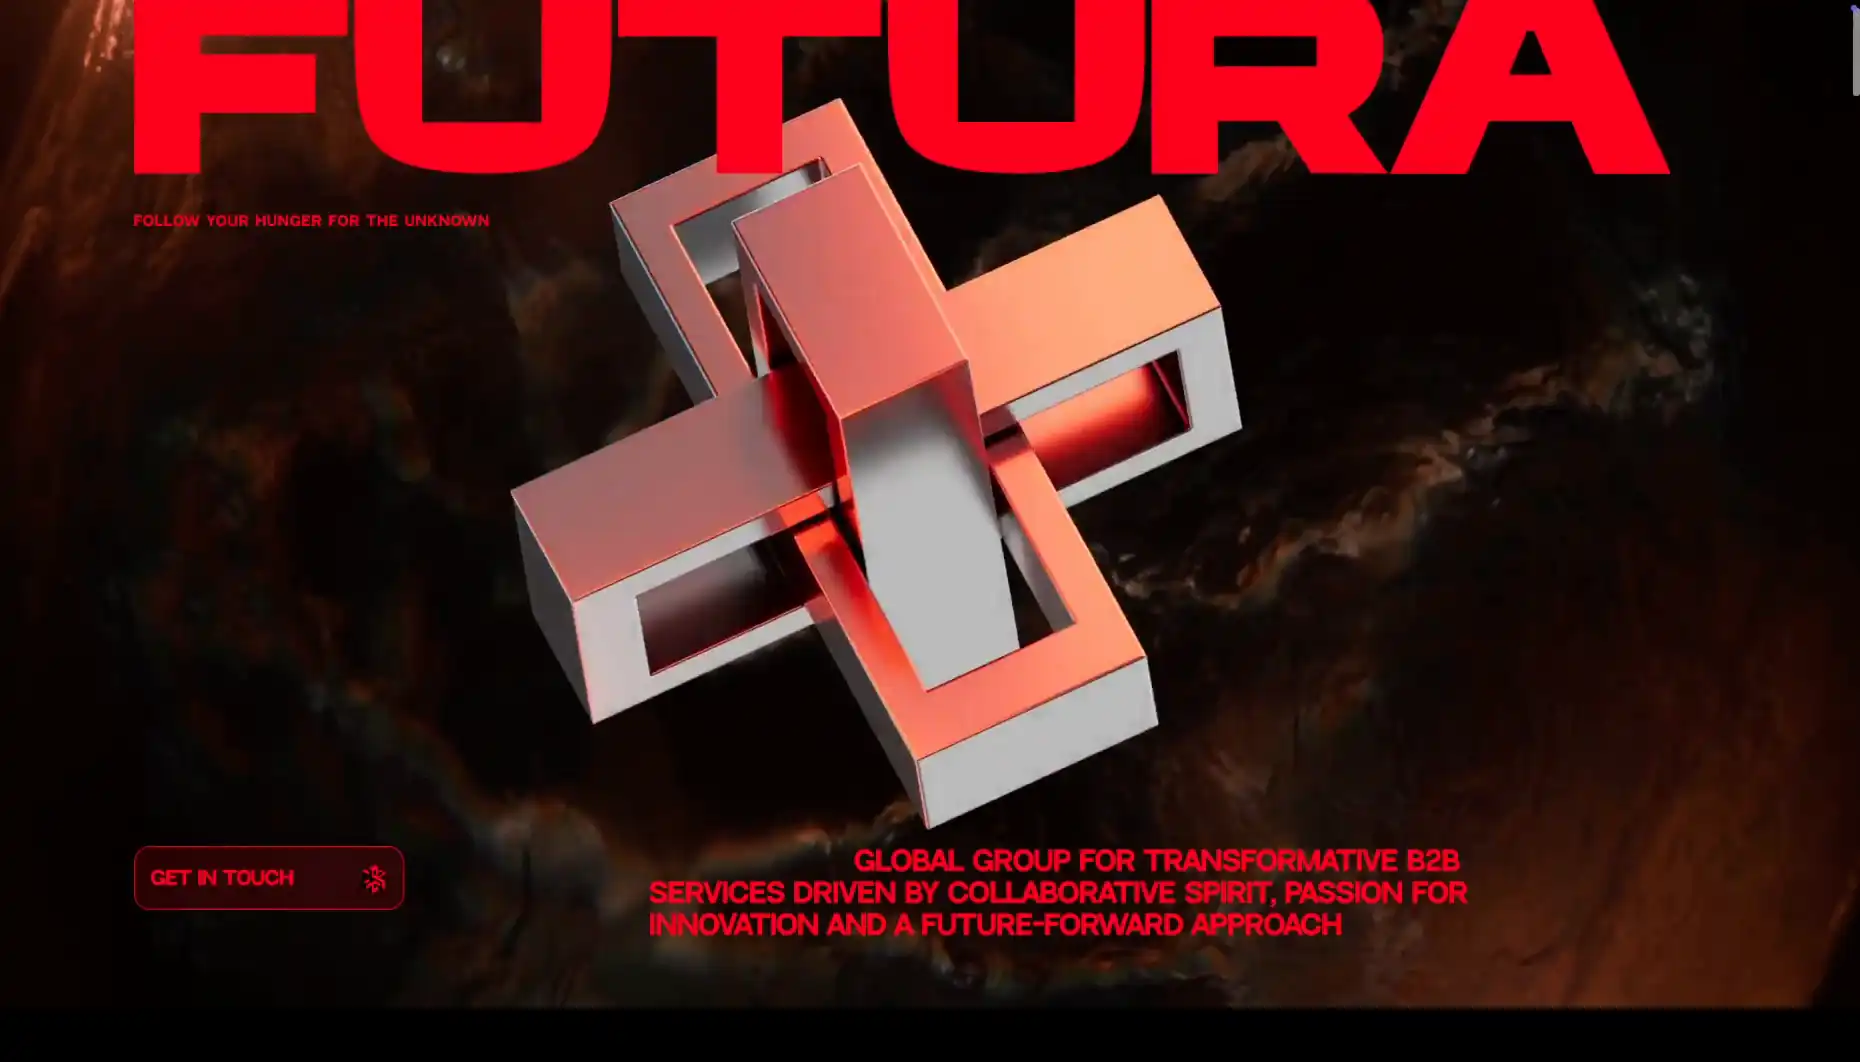 FUTURA
FOLLOW YOUR HUNGER FOR THE UNKNOWN
GET IN TOUCH
GLOBAL GROUP FOR TRANSFORMATIVE B2B
SERVICES DRIVEN BY COLLABORATIVE SPIRIT, PASSION FOR
INNOVATION AND A FUTURE-FORWARD APPROACH